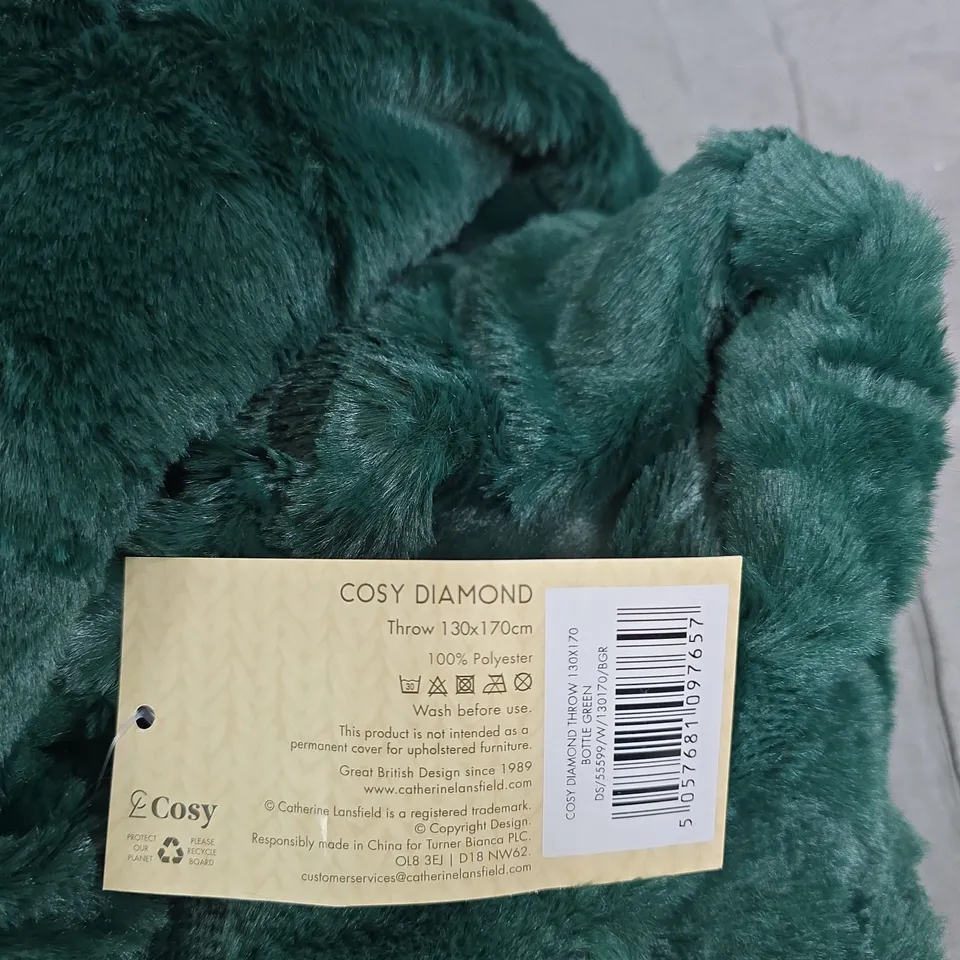 COSY DIAMOND
Throw 130x170cm
100% Polyester
30
Wash before use.
This product is not intended as a
permanent cover for upholstered furniture.
Great British Design since 1989
www.catherinelansfield.com
© Catherine Lansfield is a registered trademark.
© Copyright Design.
Responsibly made in China for Turner Bianca PLC.
OL8 3EJ | D18 NW62.
customerservices@catherinelansfield.com
CL Cosy
PROTECT
OUR
PLANET
PLEASE
RECYCLE
BOARD
COSY DIAMOND THROW 130X170
BOTTLE GREEN
DS/55599/W/130170/BGR
5 057681 097657